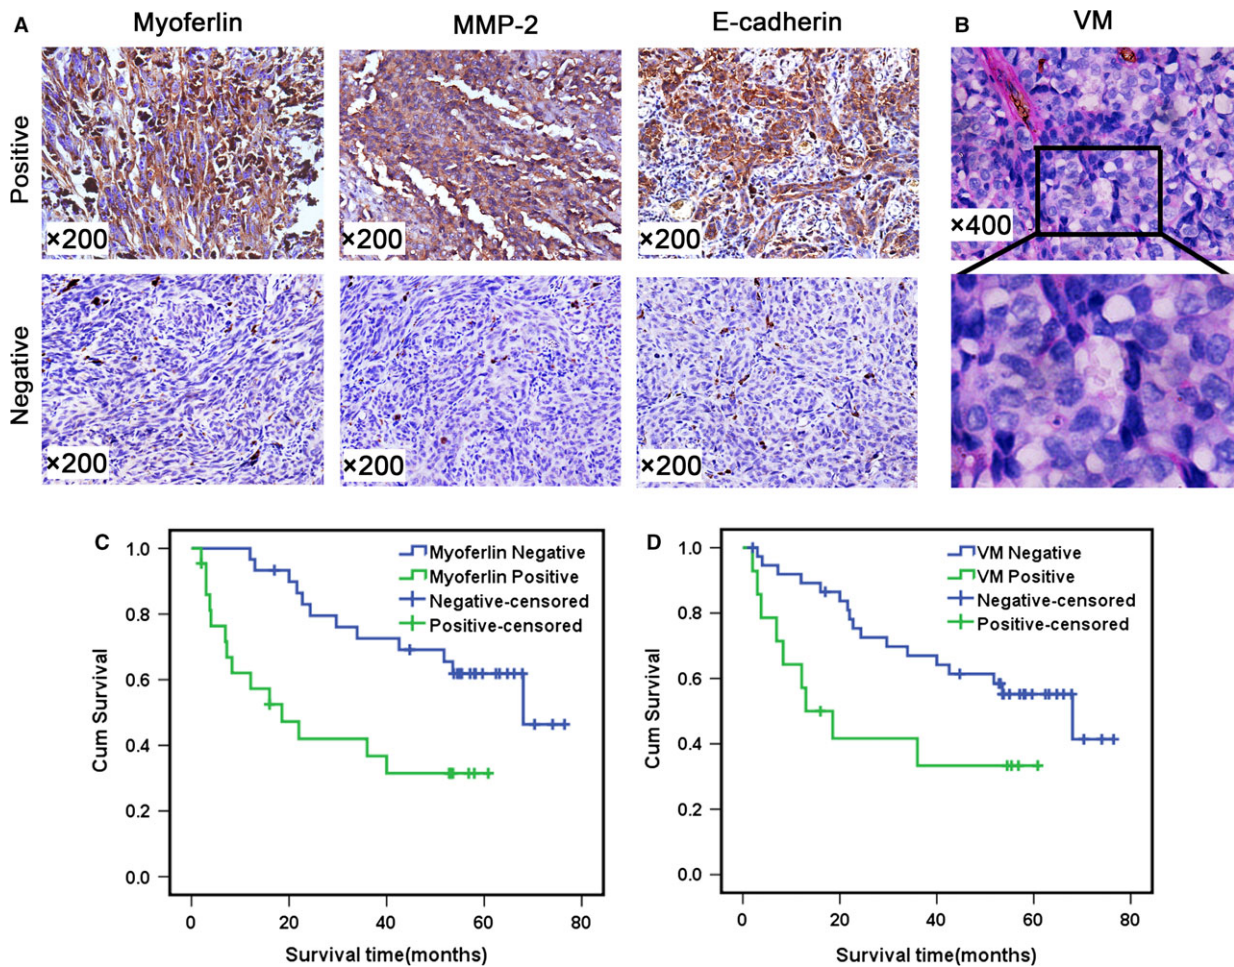 A
Myoferlin
MMP-2
E-cadherin
B
VM
Positive
×200
×200
×200
×400
Negative
×200
×200
×200
C
Myoferlin Negative
Myoferlin Positive
Negative-censored
Positive-censored
Cum Survival
1.0
0.8
0.6
0.4
0.2
0.0
0
20
40
60
80
Survival time(months)
D
VM Negative
VM Positive
Negative-censored
Positive-censored
Cum Survival
1.0
0.8
0.6
0.4
0.2
0.0
0
20
40
60
80
Survival time(months)